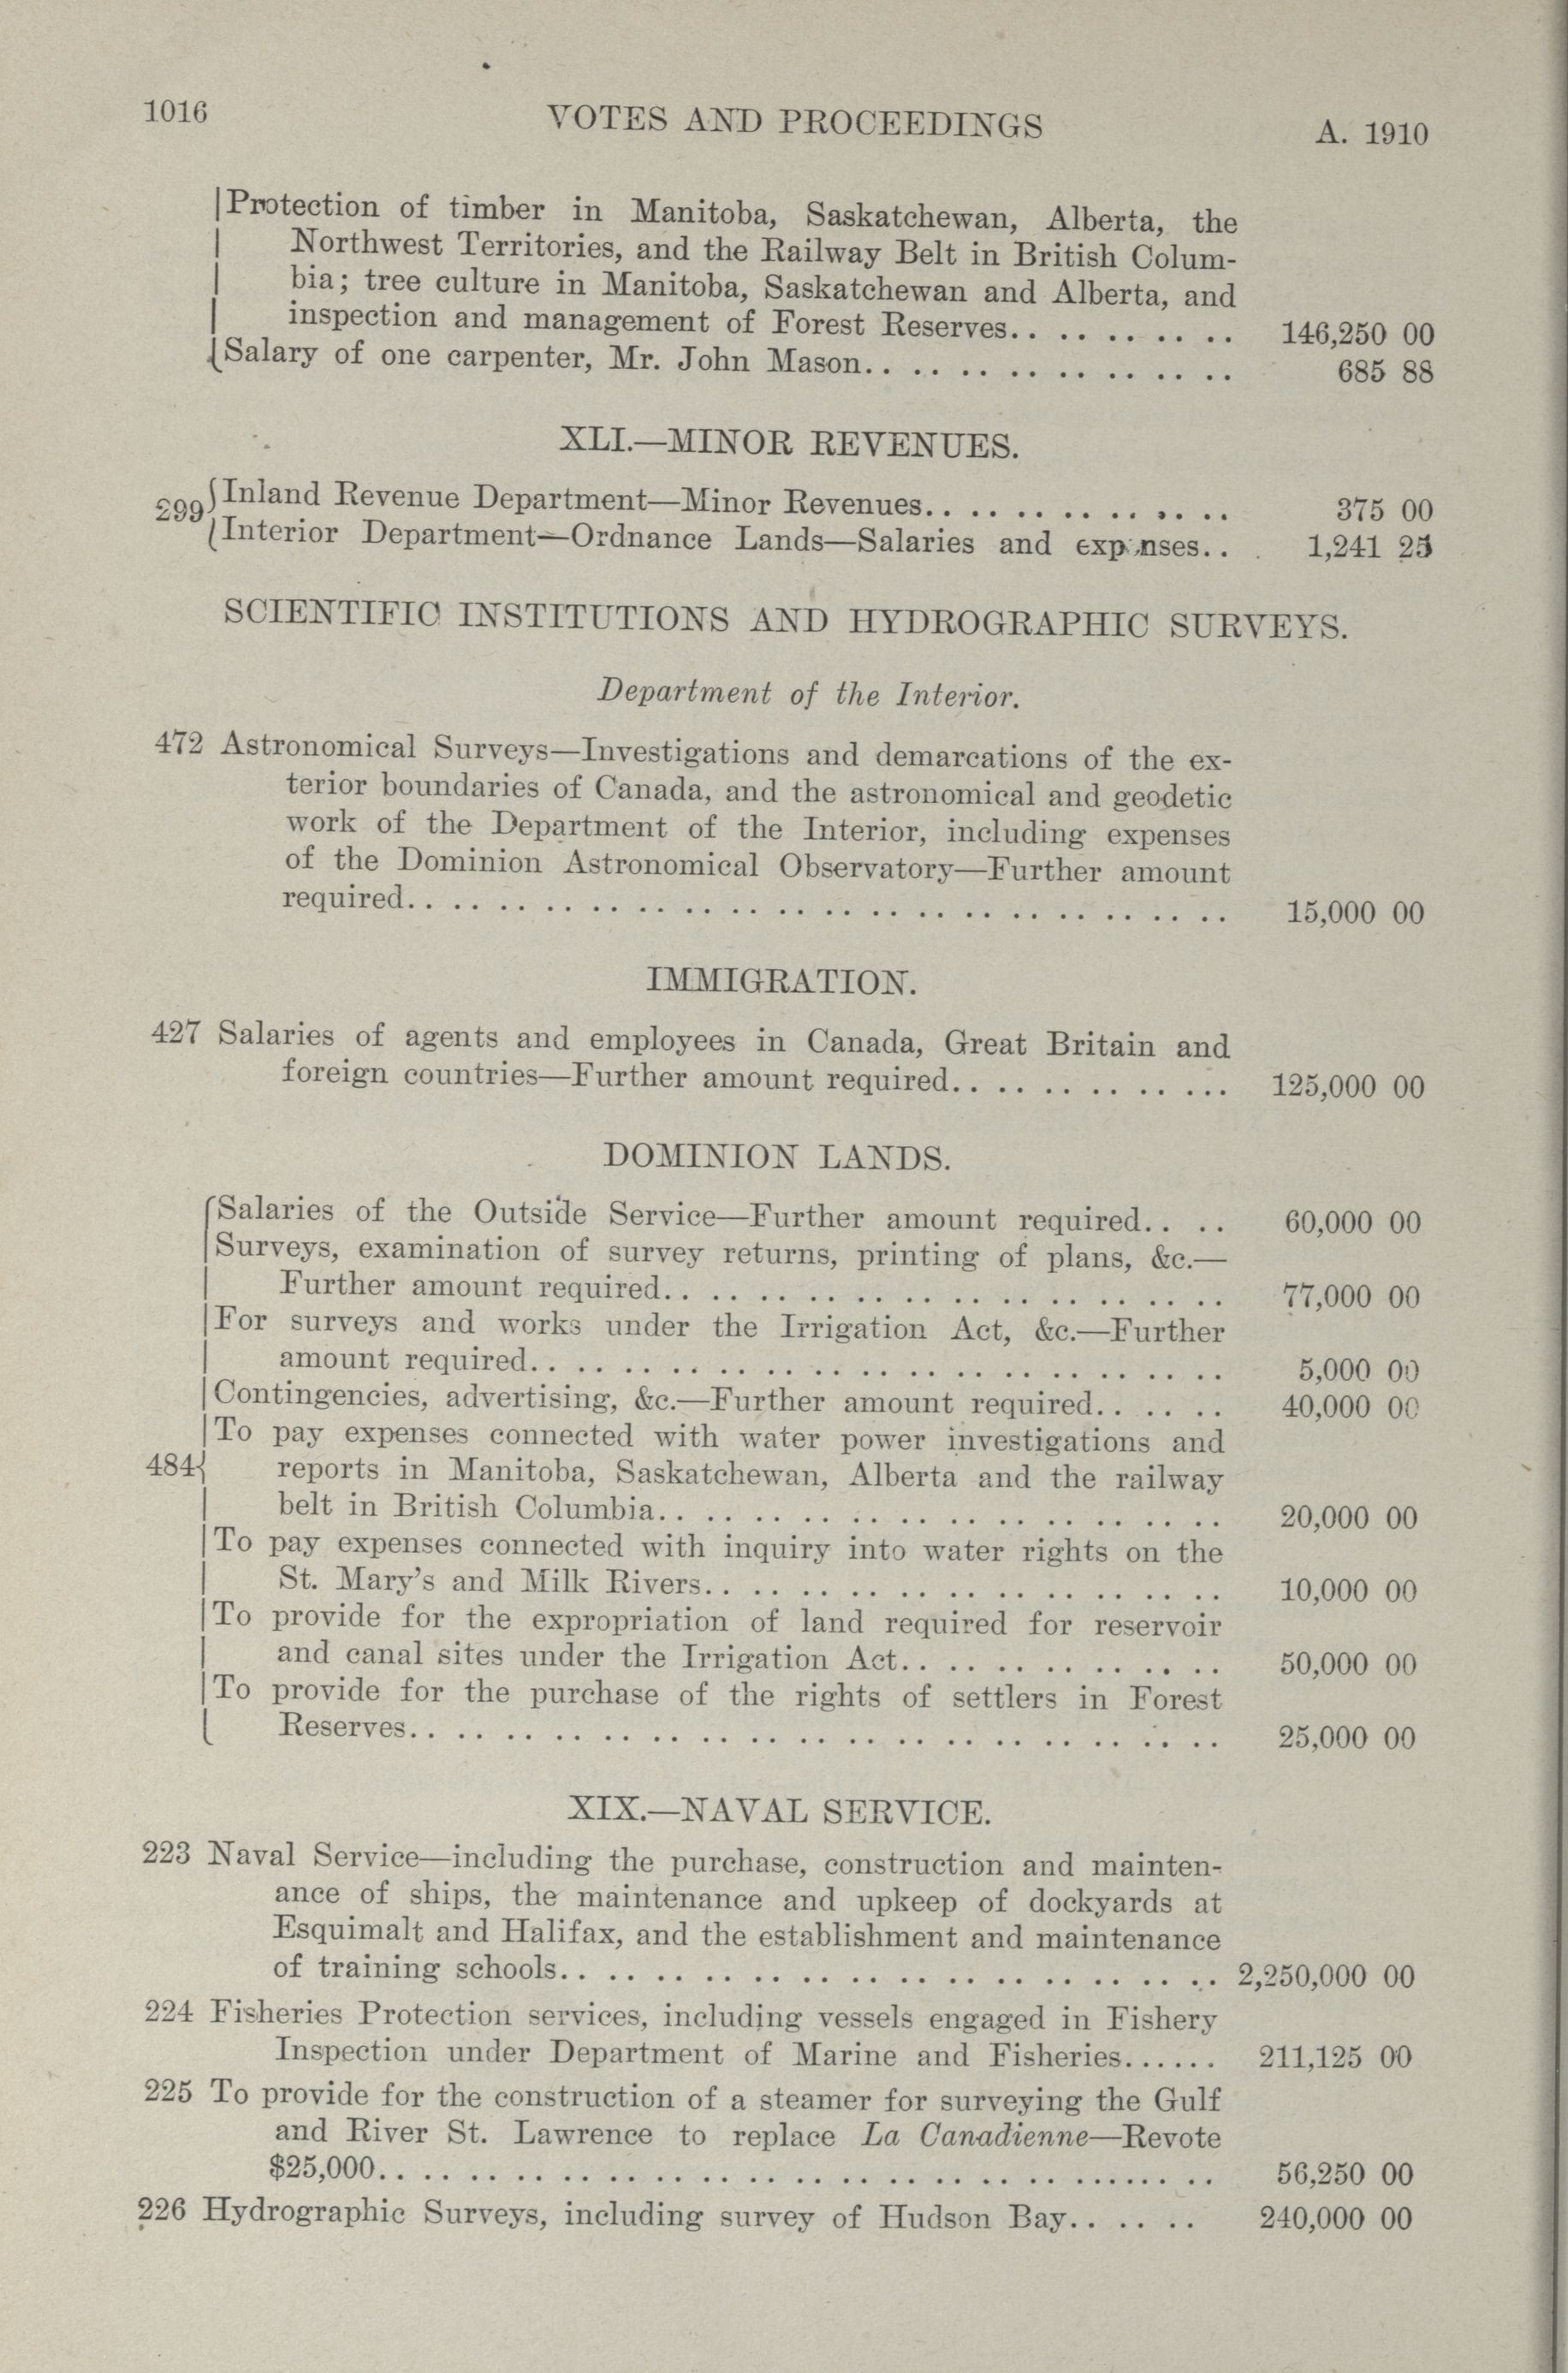 1016 VOTES AND PROCEEDINGS A. 1910
Protection of timber in Manitoba, Saskatchewan, Alberta, the
Northwest Territories, and the Railway Belt in British Colum-
bia; tree culture in Manitoba, Saskatchewan and Alberta, and
inspection and management of Forest Reserves.. .. .. .. .. 146,250 00
Salary of one carpenter, Mr. John Mason.. .. .. .. .. .. .. .. 685 88
XLI.—MINOR REVENUES.
299 Inland Revenue Department—Minor Revenues.. .. .. .. .. .. .. 375 00
Interior Department—Ordnance Lands—Salaries and expenses.. . 1,241 25
SCIENTIFIC INSTITUTIONS AND HYDROGRAPHIC SURVEYS.
Department of the Interior.
472 Astronomical Surveys—Investigations and demarcations of the ex-
terior boundaries of Canada, and the astronomical and geodetic
work of the Department of the Interior, including expenses
of the Dominion Astronomical Observatory—Further amount
required.. .. .. .. .. .. .. .. .. .. .. .. .. .. .. .. .. .. 15,000 00
IMMIGRATION.
427 Salaries of agents and employees in Canada, Great Britain and
foreign countries—Further amount required.. .. .. .. .. ... 125,000 00
DOMINION LANDS.
Salaries of the Outside Service—Further amount required.. .. 60,000 00
Surveys, examination of survey returns, printing of plans, &c.—
Further amount required.. .. .. .. .. .. .. .. .. .. .. .. 77,000 00
For surveys and works under the Irrigation Act, &c.—Further
amount required.. .. .. .. .. .. .. .. .. .. .. .. .. .. .. 5,000 00
Contingencies, advertising, &c.—Further amount required.. .. .. 40,000 00
To pay expenses connected with water power investigations and
484 reports in Manitoba, Saskatchewan, Alberta and the railway
belt in British Columbia.. .. .. .. .. .. .. .. .. .. .. .. 20,000 00
To pay expenses connected with inquiry into water rights on the
St. Mary's and Milk Rivers.. .. .. .. .. .. .. .. .. .. .. 10,000 00
To provide for the expropriation of land required for reservoir
and canal sites under the Irrigation Act.. .. .. .. .. .. .. 50,000 00
To provide for the purchase of the rights of settlers in Forest
Reserves.. .. .. .. .. .. .. .. .. .. .. .. .. .. .. .. .. 25,000 00
XIX.—NAVAL SERVICE.
223 Naval Service—including the purchase, construction and mainten-
ance of ships, the maintenance and upkeep of dockyards at
Esquimalt and Halifax, and the establishment and maintenance
of training schools.. .. .. .. .. .. .. .. .. .. .. .. .. .. 2,250,000 00
224 Fisheries Protection services, including vessels engaged in Fishery
Inspection under Department of Marine and Fisheries...... 211,125 00
225 To provide for the construction of a steamer for surveying the Gulf
and River St. Lawrence to replace La Canadienne—Revote
$25,000.. .. .. .. .. .. .. .. .. .. .. .. .. .. .. .. .. .. 56,250 00
226 Hydrographic Surveys, including survey of Hudson Bay.. .. .. 240,000 00